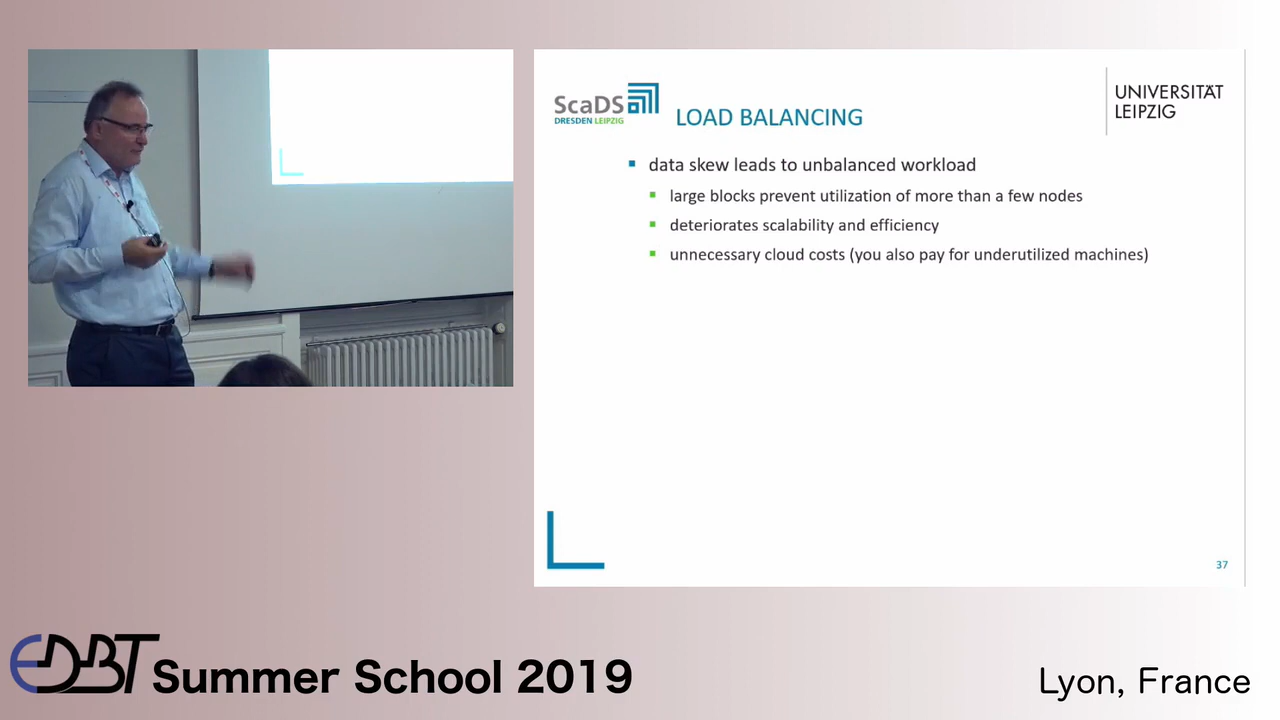 ScaDS
DRESDEN LEIPZIG
LOAD BALANCING
UNIVERSITÄT
LEIPZIG
data skew leads to unbalanced workload
large blocks prevent utilization of more than a few nodes
deteriorates scalability and efficiency
unnecessary cloud costs (you also pay for underutilized machines)
37
EDBT Summer School 2019
Lyon, France